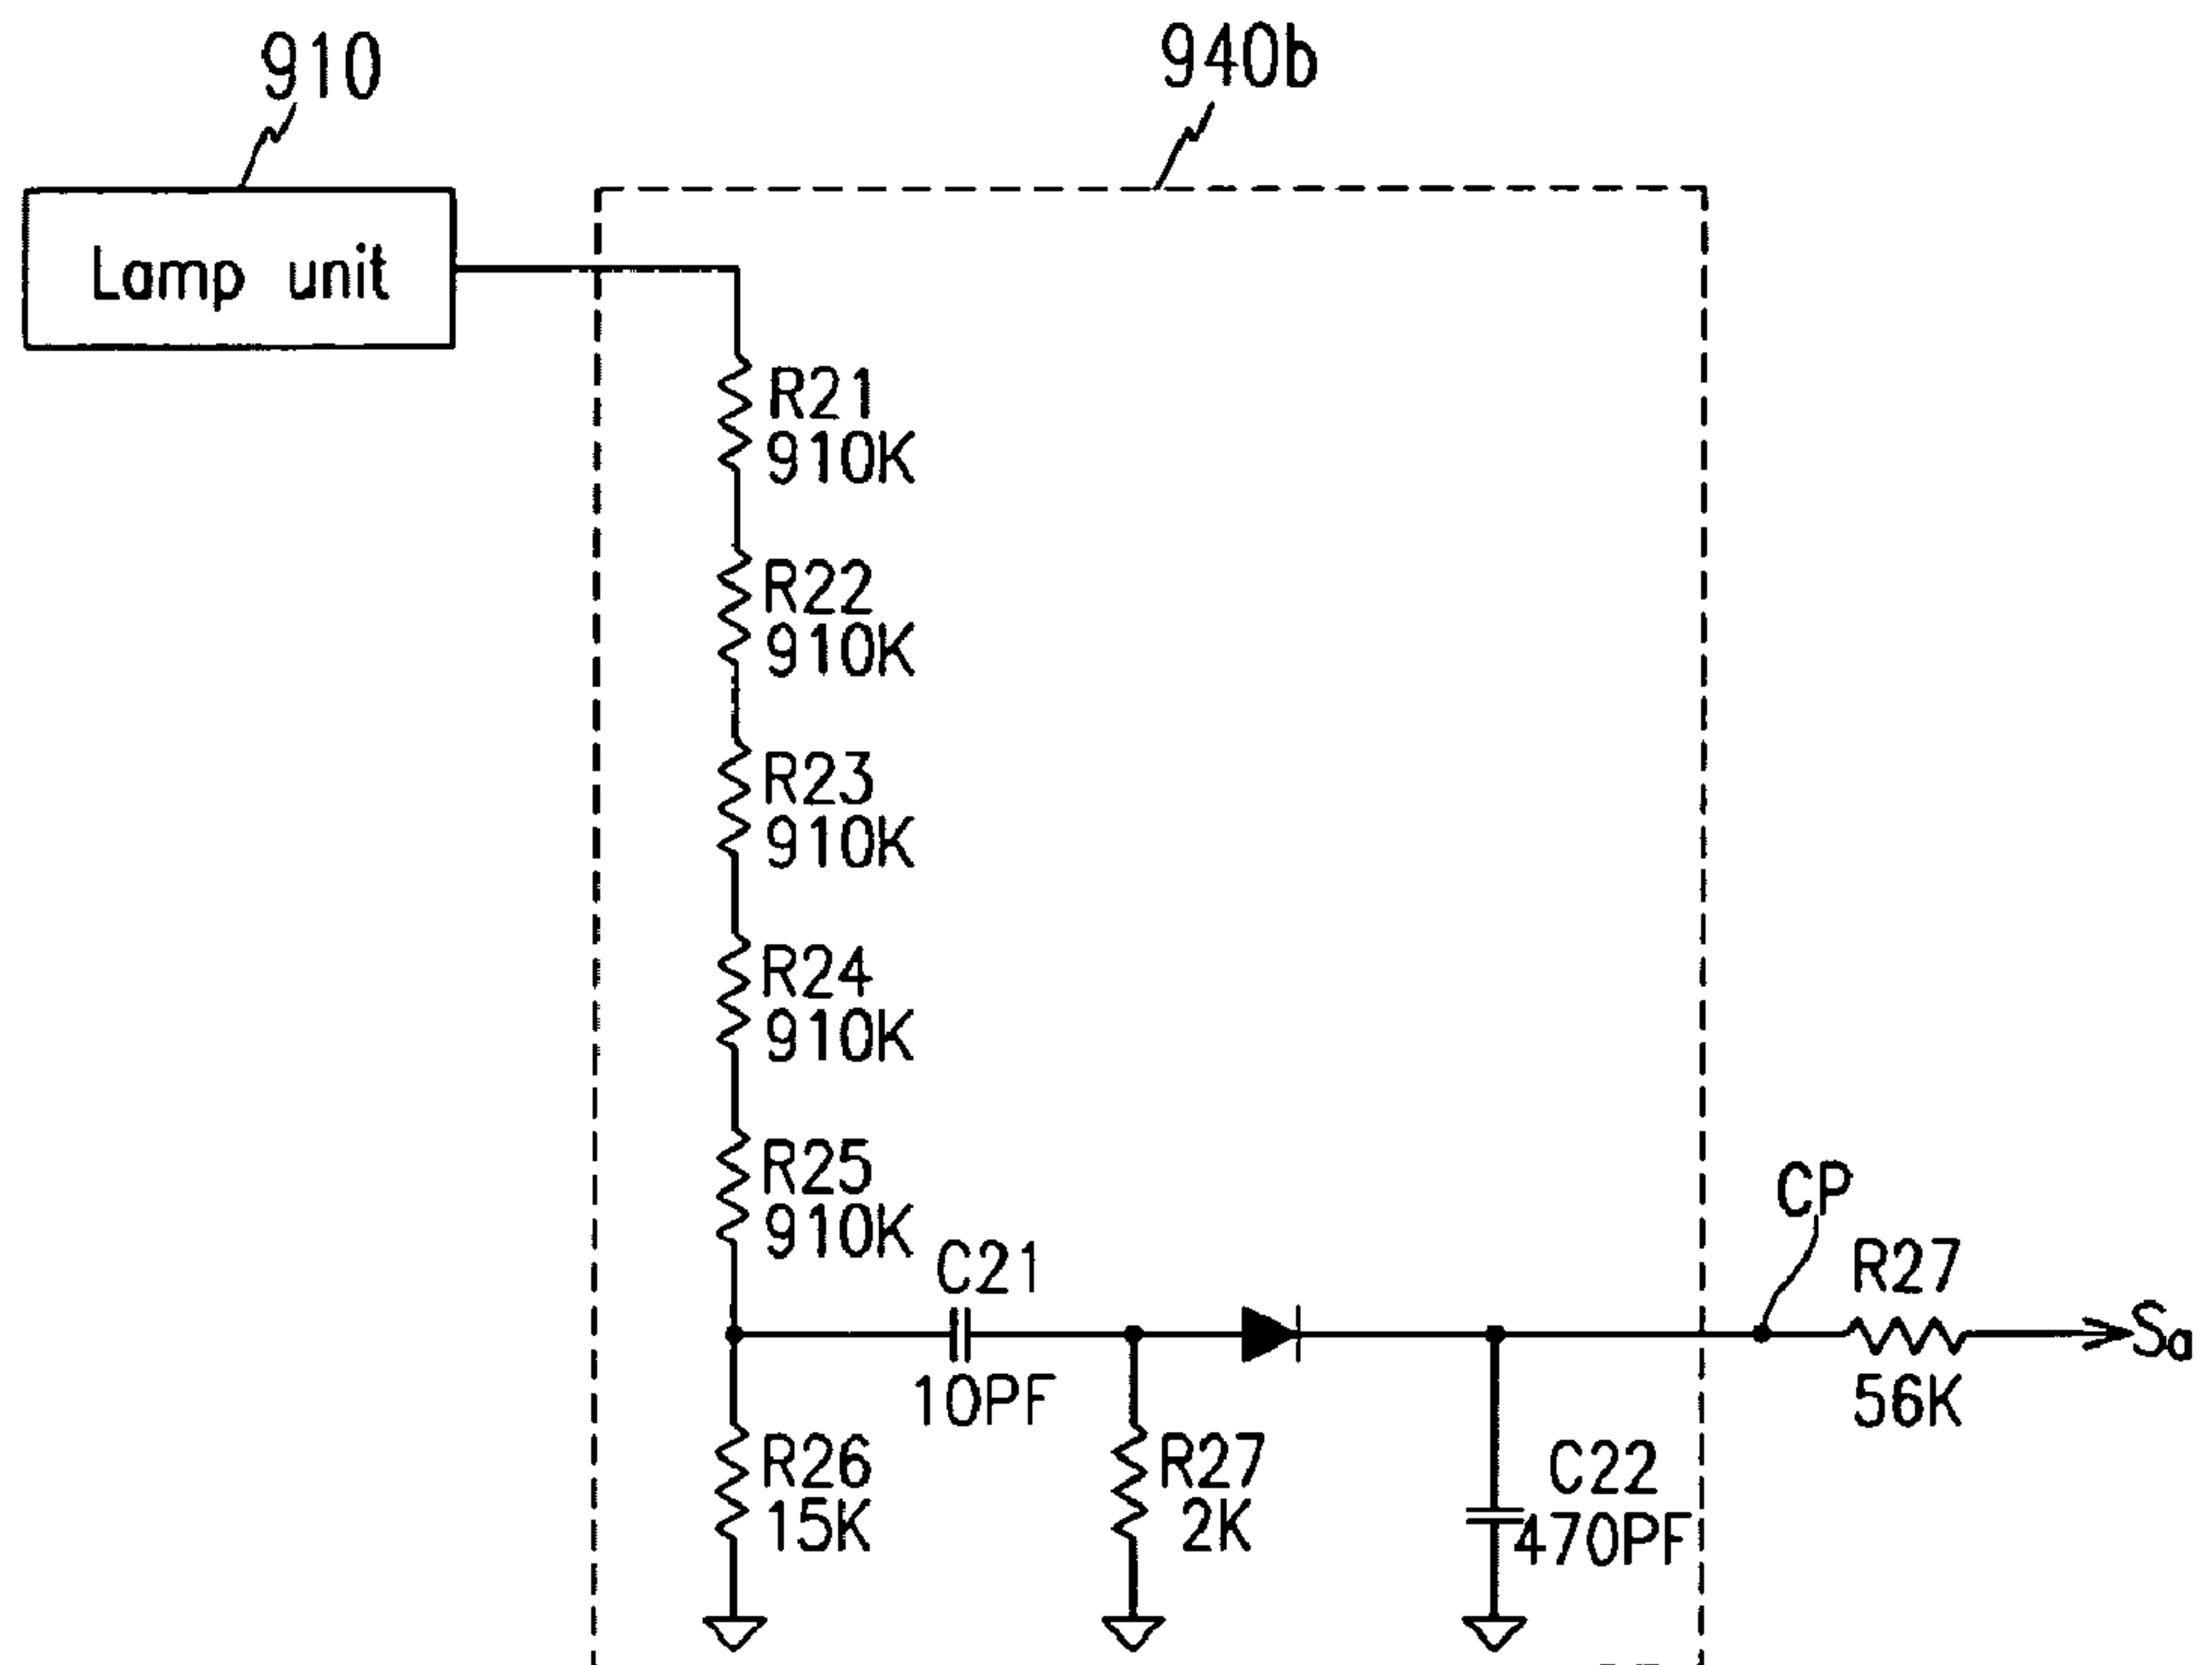 910
940b
Lamp unit
R21
910K
R22
910K
R23
910K
R24
910K
R25
910K
CP
C21
10PF
R27
56K
Sa
R26
15K
R27
2K
C22
470PF